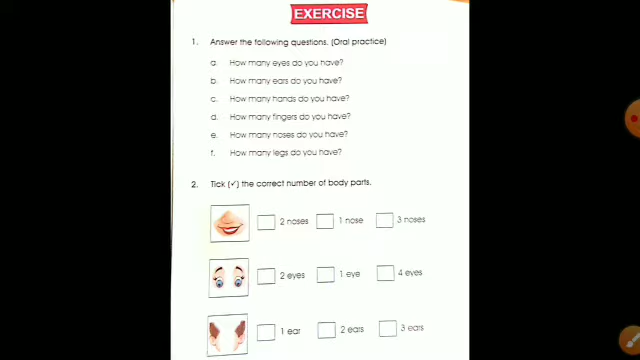 EXERCISE
1. Answer the following questions. (Oral practice)
a. How many eyes do you have?
b. How many ears do you have?
c. How many hands do you have?
d. How many fingers do you have?
e. How many noses do you have?
f. How many legs do you have?
2. Tick (✓) the correct number of body parts.
2 noses 1 nose 3 noses
2 eyes 1 eye 4 eyes
1 ear 2 ears 3 ears